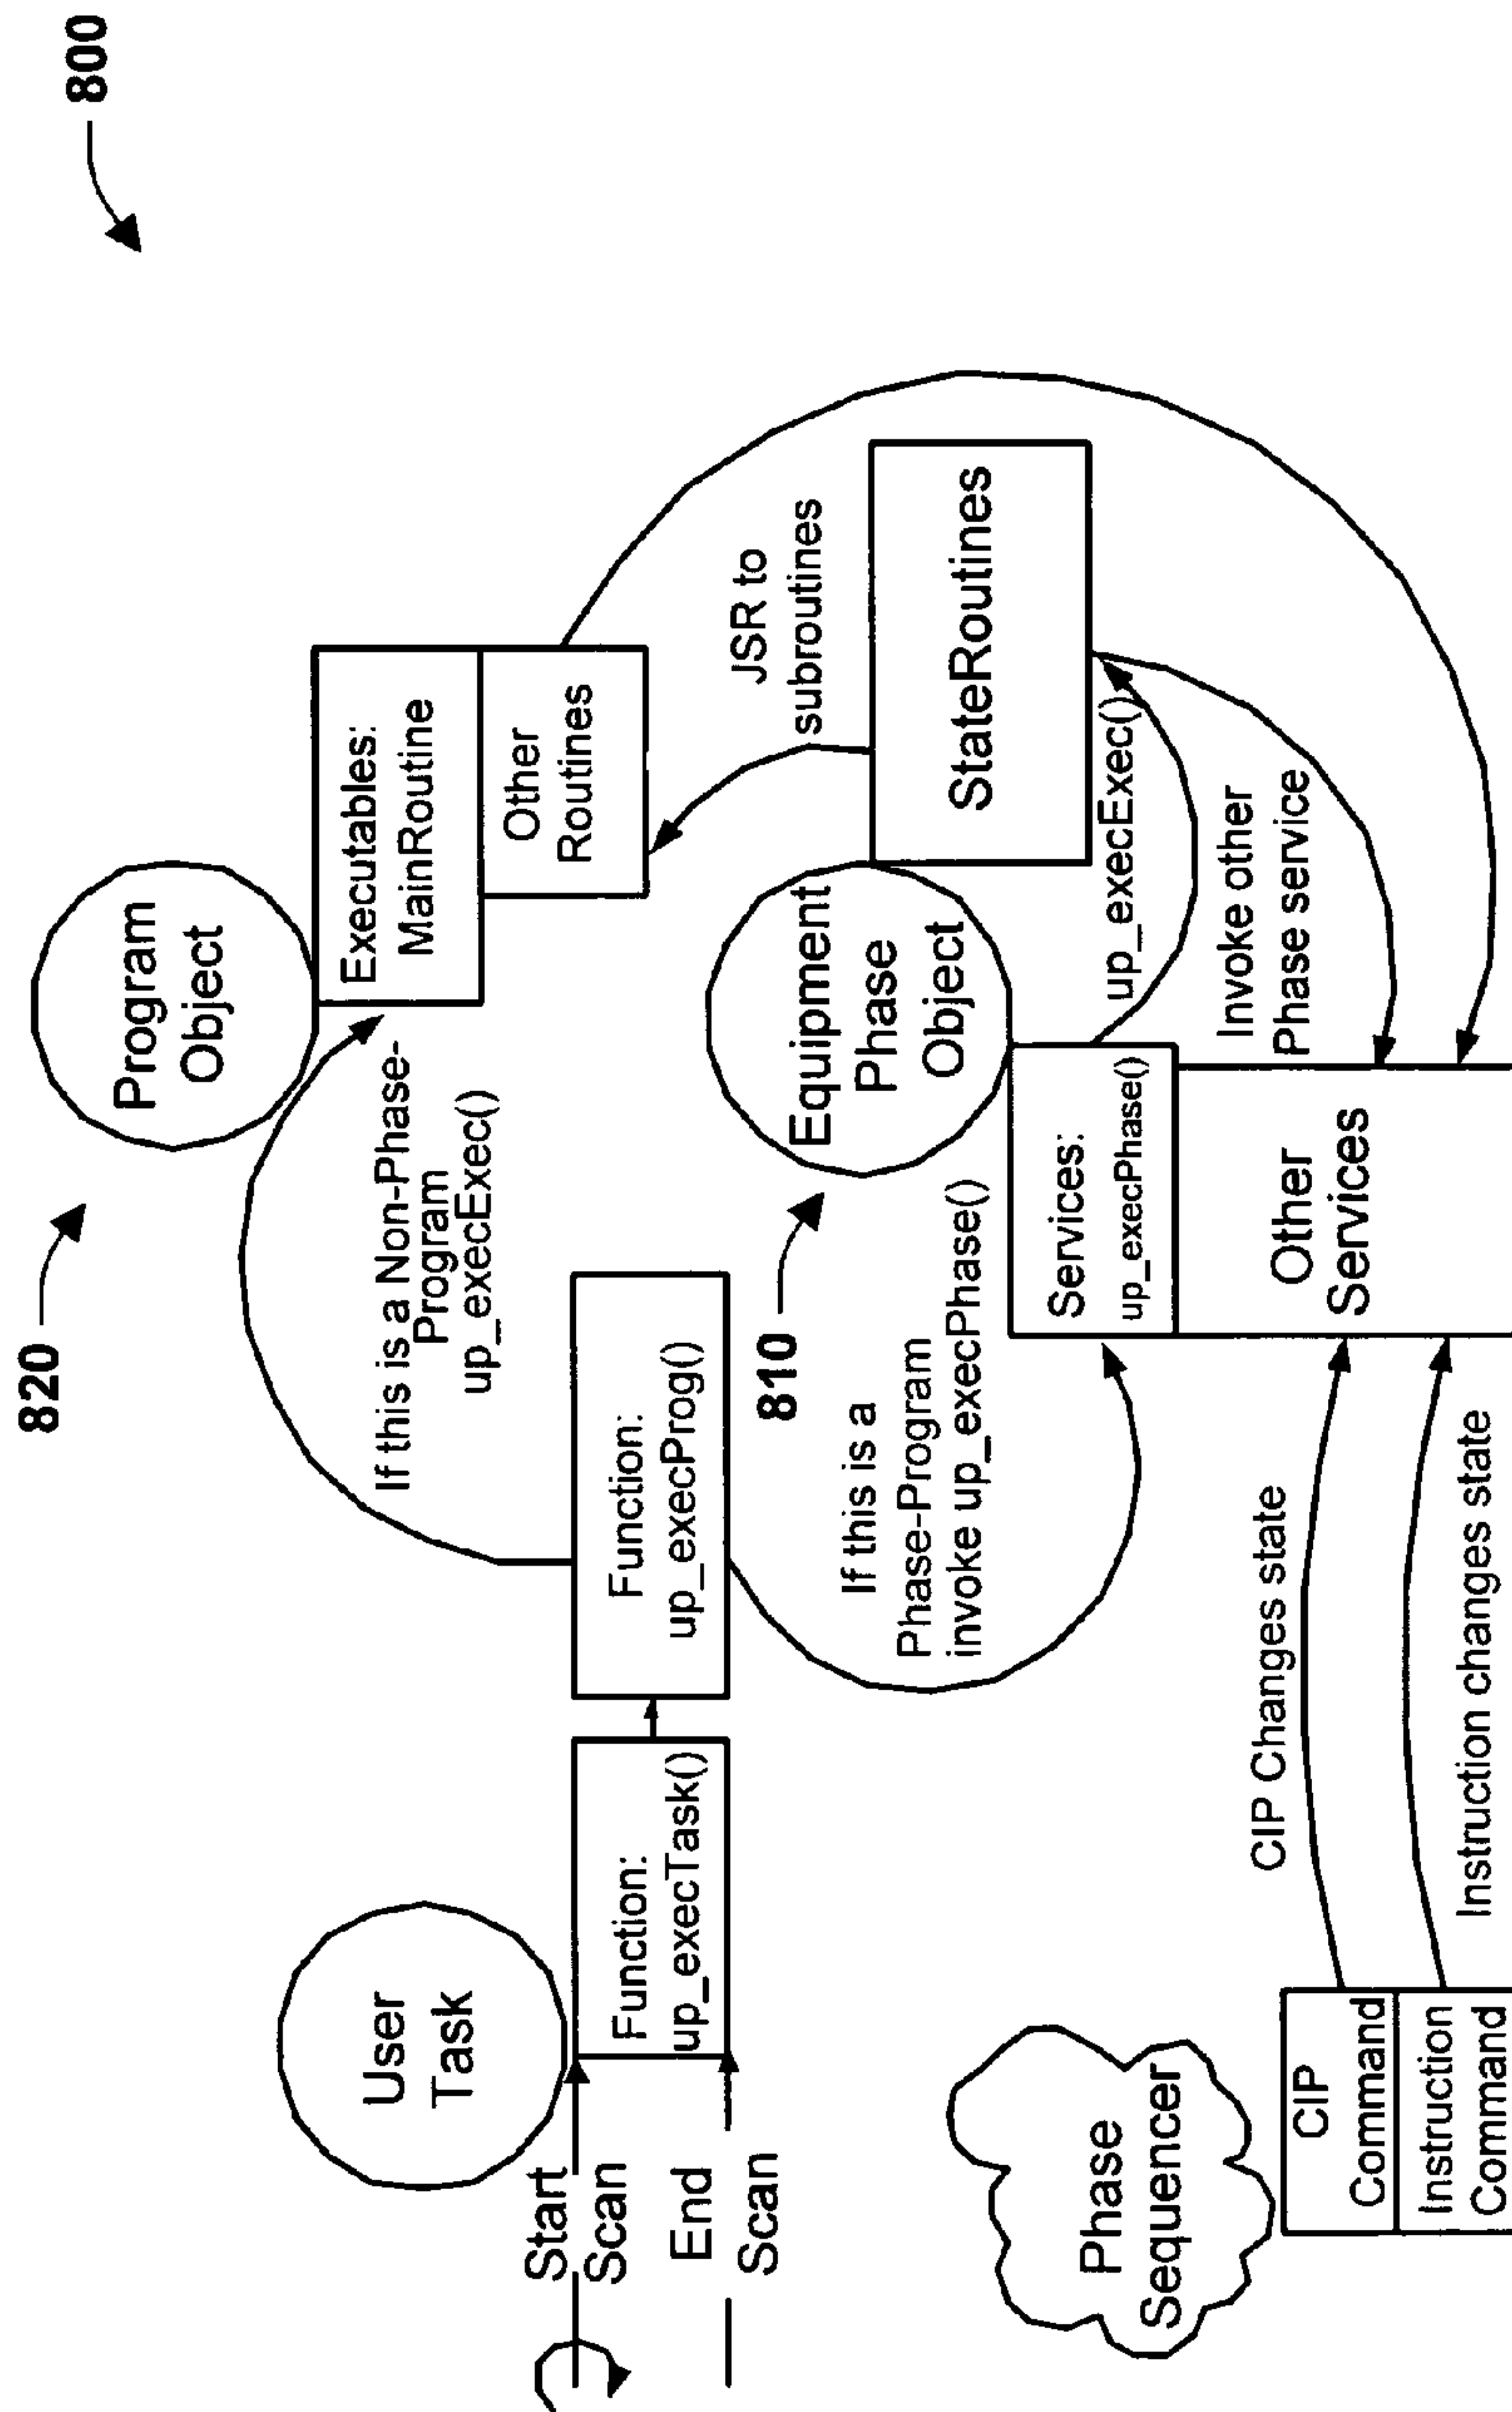 800
820
Program
Object
Executables:
MainRoutine
Other
Routines
If this is a Non-Phase-
Program
up_execExec()
User
Task
Start
Scan
End
Scan
Function:
up_execTask()
Function:
up_execProg()
JSR to
subroutines
810
Equipment
Phase
Object
StateRoutines
If this is a
Phase-Program
invoke up_execPhase()
Services:
up_execPhase()
up_execExec()
Other
Services
Invoke other
Phase service
Phase
Sequencer
CIP
Command
Instruction
Command
CIP Changes state
Instruction changes state